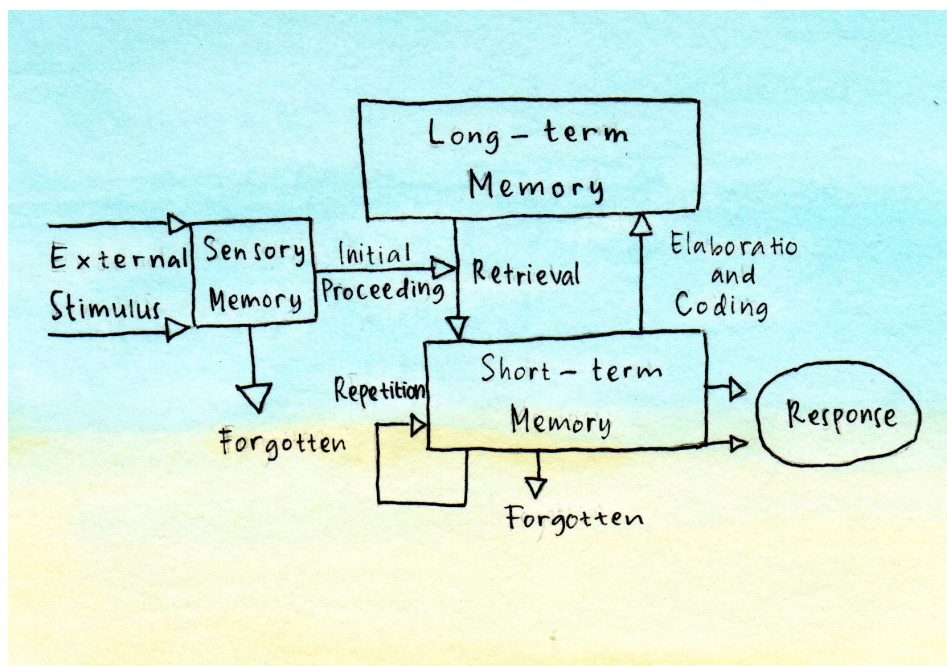 Long-term
Memory
External
Stimulus
Sensory
Memory
Initial
Proceeding
Retrieval
Elaboratio
and
Coding
Repetition
Short-term
Memory
Response
Forgotten
Forgotten